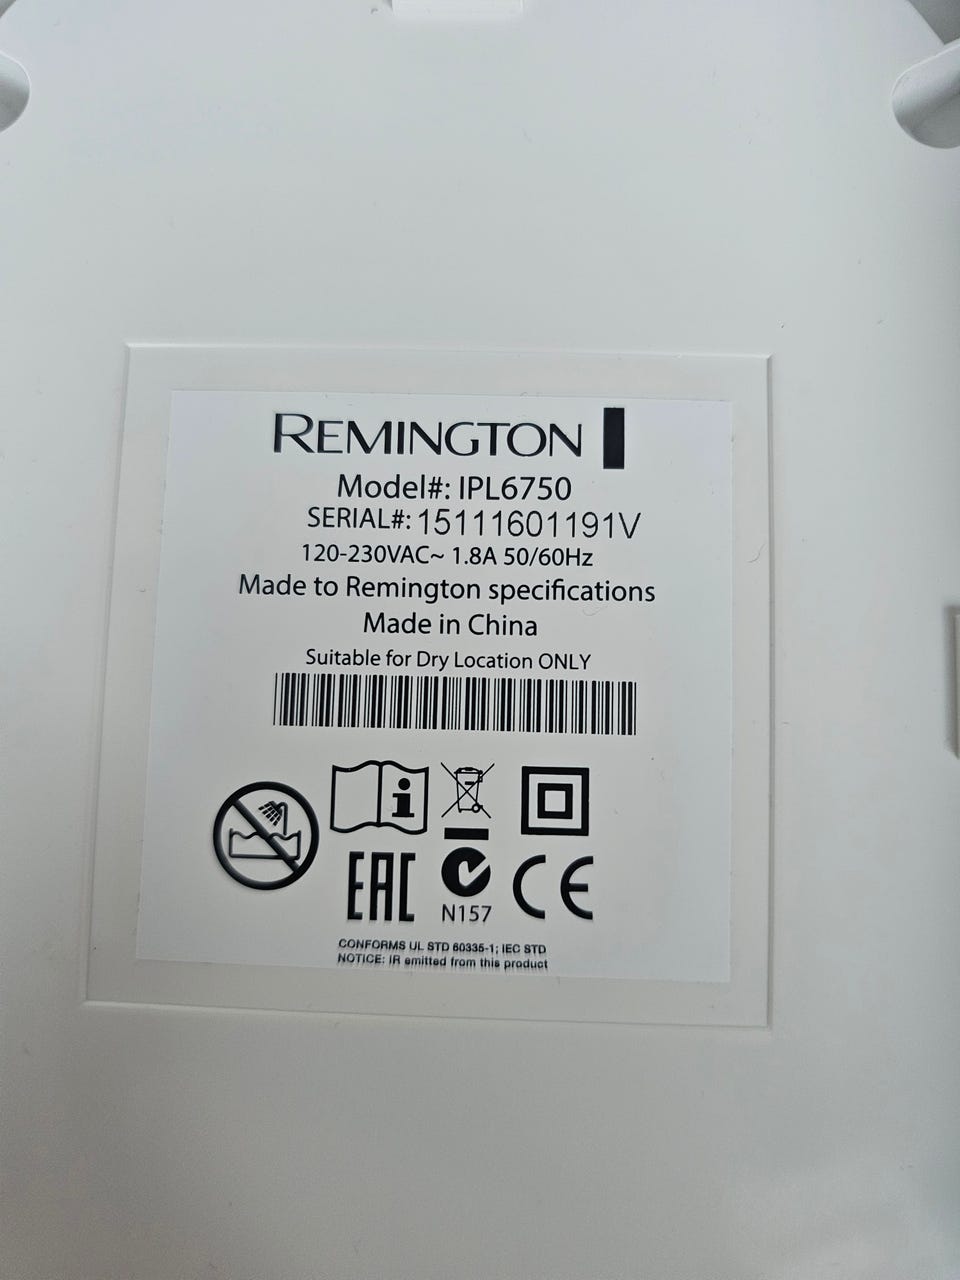 REMINGTON
Model#: IPL6750
SERIAL#: 15111601191V
120-230VAC~ 1.8A 50/60Hz
Made to Remington specifications
Made in China
Suitable for Dry Location ONLY
i
EAC
CE
N157
CONFORMS UL STD 60335-1; IEC STD
NOTICE: IR emitted from this product